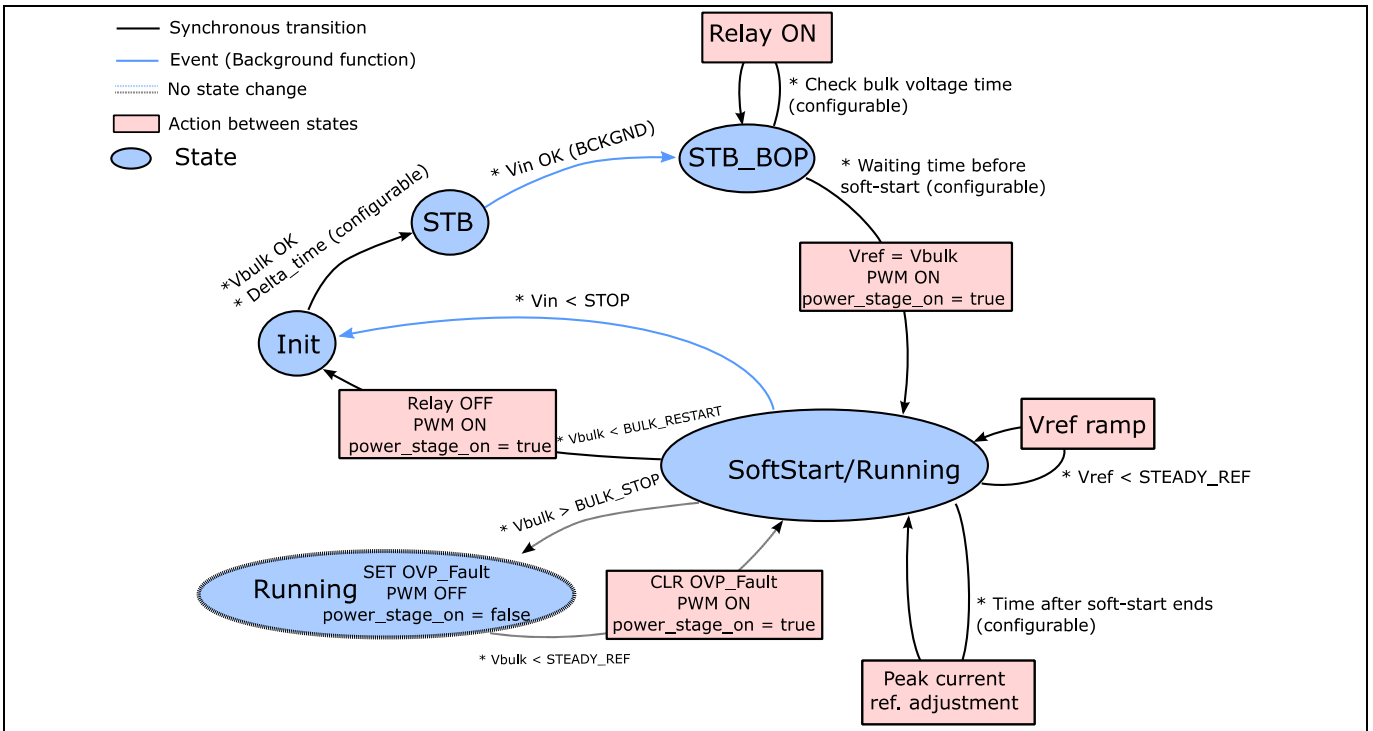 Synchronous transition
Event (Background function)
No state change
Action between states
State
Relay ON
* Check bulk voltage time
(configurable)
STB_BOP
* Vin OK (BCKGND)
* Waiting time before
soft-start (configurable)
STB
*Vbulk OK
* Delta_time (configurable)
Vref = Vbulk
PWM ON
power_stage_on = true
* Vin < STOP
Init
Relay OFF
PWM ON
power_stage_on = true
* Vbulk < BULK_RESTART
Vref ramp
SoftStart/Running
* Vref < STEADY_REF
* Vbulk > BULK_STOP
Running
SET OVP_Fault
PWM OFF
power_stage_on = false
CLR OVP_Fault
PWM ON
power_stage_on = true
* Time after soft-start ends
(configurable)
* Vbulk < STEADY_REF
Peak current
ref. adjustment